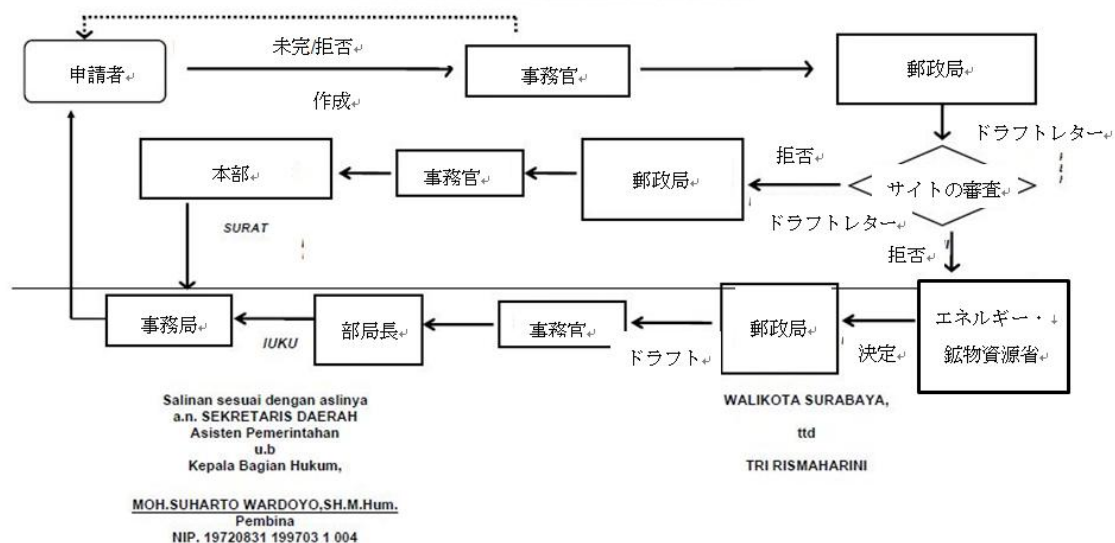 未完/拒否
申請者
事務官
郵政局
作成
ドラフトレター
拒否
本部
事務官
郵政局
サイトの審査
SURAT
ドラフトレター
拒否
事務局
IUKU
部局長
事務官
ドラフト
郵政局
決定
エネルギー・
鉱物資源省
Salinan sesuai dengan aslinya
a.n. SEKRETARIS DAERAH
Asisten Pemerintahan
u.b
Kepala Bagian Hukum,
MOH.SUHARTO WARDOYO,SH.M.Hum.
Pembina
NIP. 19720831 199703 1 004
WALIKOTA SURABAYA,
ttd
TRI RISMAHARINI